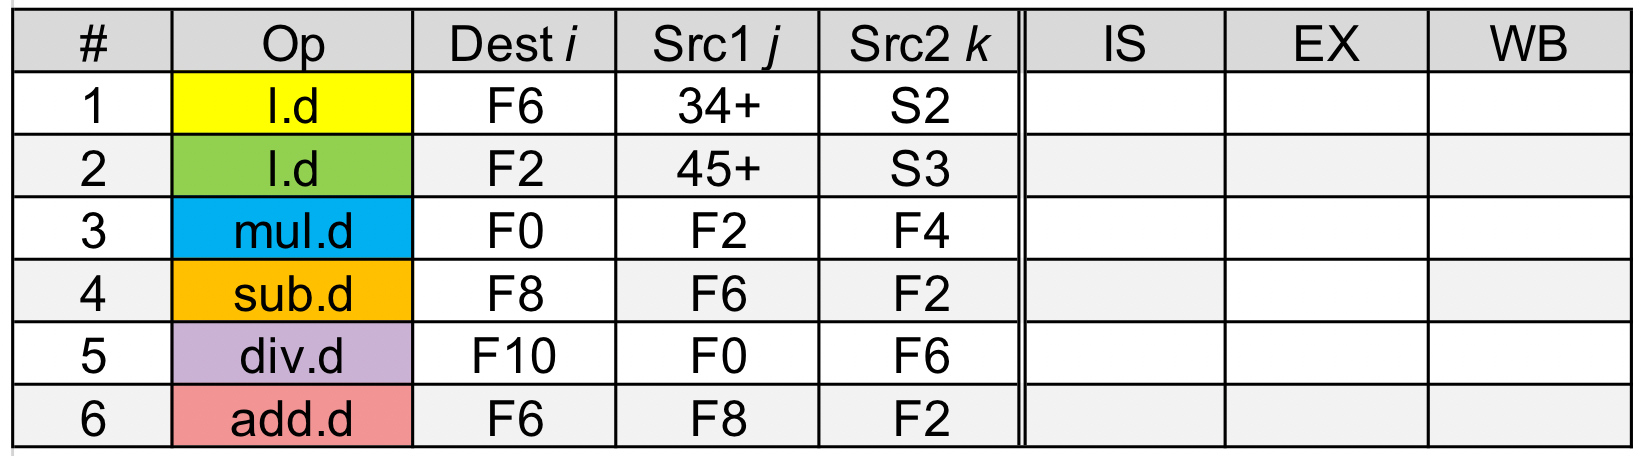 # Op Dest i Src1 j Src2 k IS EX WB
1 l.d F6 34+ S2
2 l.d F2 45+ S3
3 mul.d F0 F2 F4
4 sub.d F8 F6 F2
5 div.d F10 F0 F6
6 add.d F6 F8 F2